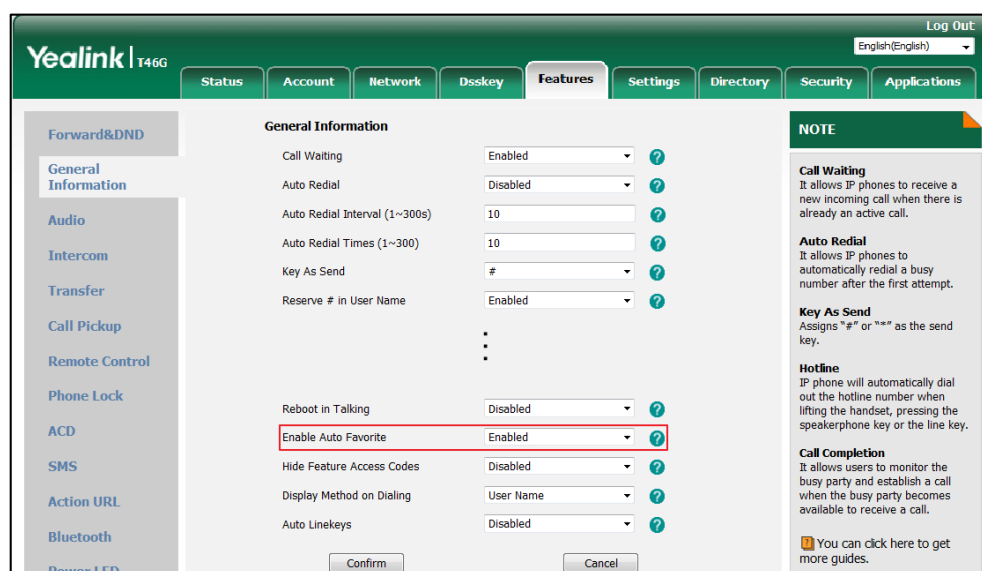 Log Out
English(English)
Yealink T46G
Status Account Network Dsskey Features Settings Directory Security Applications
Forward&DND
General
Information
Audio
Intercom
Transfer
Call Pickup
Remote Control
Phone Lock
ACD
SMS
Action URL
Bluetooth
Power LED
General Information
Call Waiting Enabled ?
Auto Redial Disabled ?
Auto Redial Interval (1~300s) 10 ?
Auto Redial Times (1~300) 10 ?
Key As Send # ?
Reserve # in User Name Enabled ?
Reboot in Talking Disabled ?
Enable Auto Favorite Enabled ?
Hide Feature Access Codes Disabled ?
Display Method on Dialing User Name ?
Auto Linekeys Disabled ?
Confirm Cancel
NOTE
Call Waiting
It allows IP phones to receive a
new incoming call when there is
already an active call.
Auto Redial
It allows IP phones to
automatically redial a busy
number after the first attempt.
Key As Send
Assigns "#" or "*" as the send
key.
Hotline
IP phone will automatically dial
out the hotline number when
lifting the handset, pressing the
speakerphone key or the line key.
Call Completion
It allows users to monitor the
busy party and establish a call
when the busy party becomes
available to receive a call.
? You can click here to get
more guides.